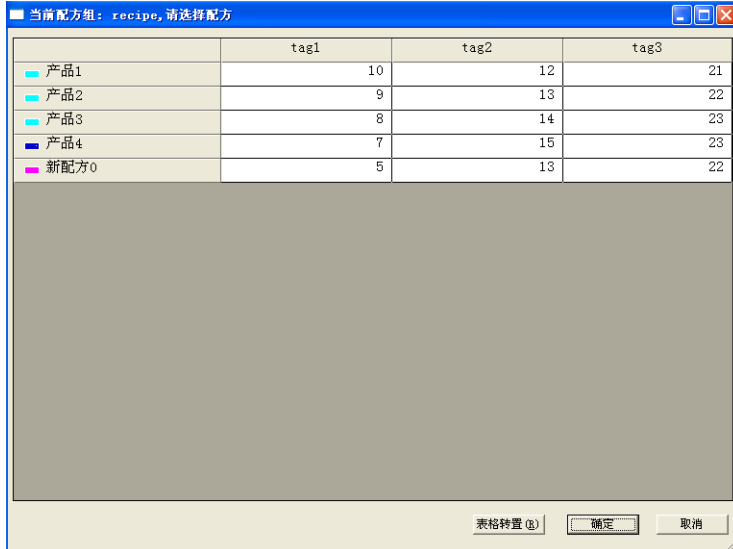 当前配方组: recipe,请选择配方
tag1 tag2 tag3
产品1 10 12 21
产品2 9 13 22
产品3 8 14 23
产品4 7 15 23
新配方0 5 13 22
表格转置(R) 确定 取消